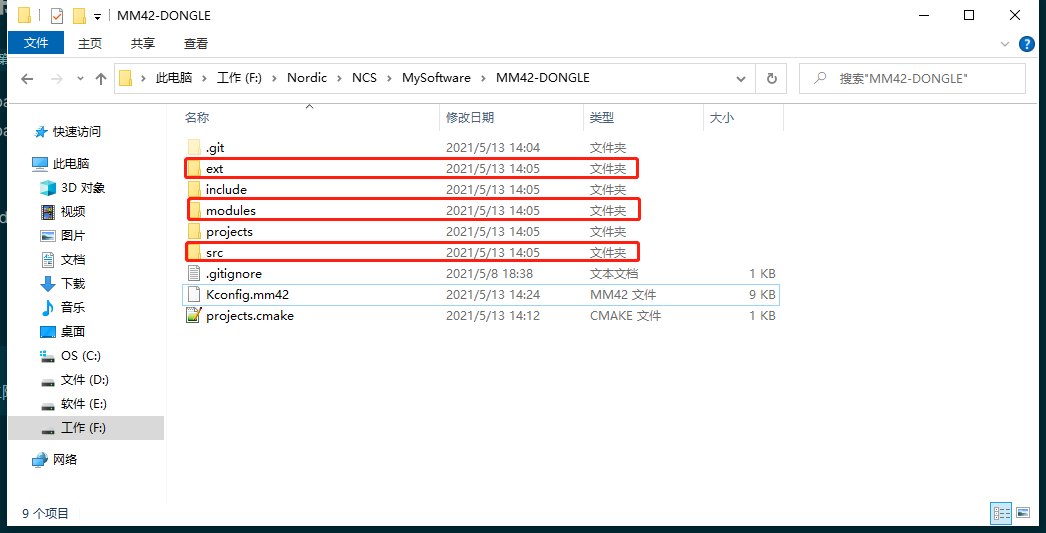 MM42-DONGLE
文件 主页 共享 查看
此电脑 工作 (F:) Nordic NCS MySoftware MM42-DONGLE
搜索"MM42-DONGLE"
快速访问
此电脑
3D 对象
视频
图片
文档
下载
音乐
桌面
OS (C:)
文件 (D:)
软件 (E:)
工作 (F:)
网络
名称 修改日期 类型 大小
.git 2021/5/13 14:04 文件夹
ext 2021/5/13 14:05 文件夹
include 2021/5/13 14:05 文件夹
modules 2021/5/13 14:05 文件夹
projects 2021/5/13 14:05 文件夹
src 2021/5/13 14:05 文件夹
.gitignore 2021/5/8 18:38 文本文档 1 KB
Kconfig.mm42 2021/5/13 14:24 MM42 文件 9 KB
projects.cmake 2021/5/13 14:12 CMAKE 文件 1 KB
9 个项目